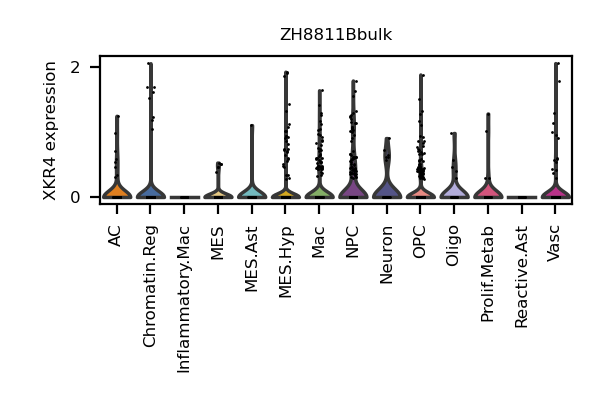 ZH8811Bbulk
XKR4 expression
2
0
AC
Chromatin.Reg
Inflammatory.Mac
MES
MES.Ast
MES.Hyp
Mac
NPC
Neuron
OPC
Oligo
Prolif.Metab
Reactive.Ast
Vasc